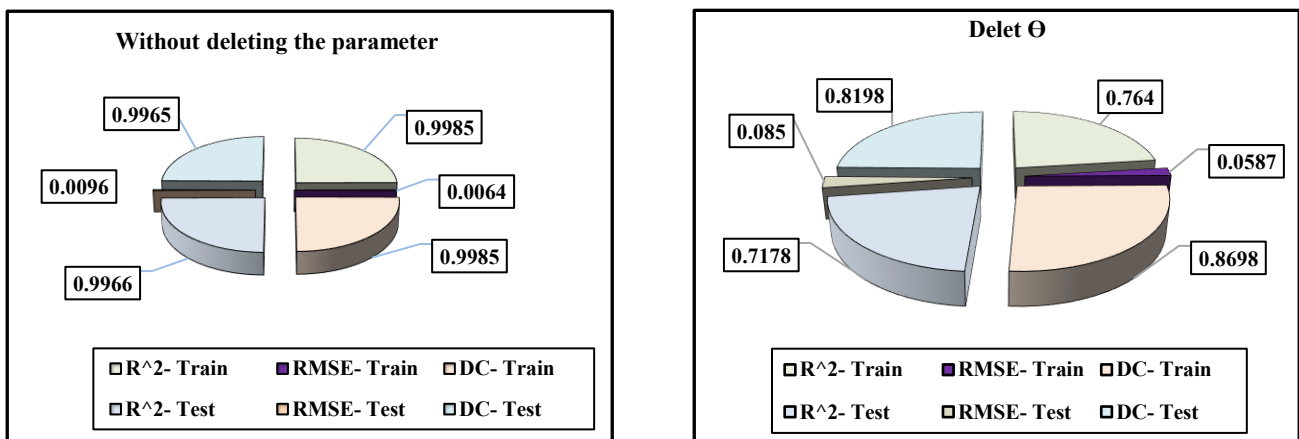 Without deleting the parameter
0.9965
0.9985
0.0096
0.0064
0.9966
0.9985
R^2- Train
RMSE- Train
DC- Train
R^2- Test
RMSE- Test
DC- Test
Delet Ө
0.8198
0.764
0.085
0.0587
0.7178
0.8698
R^2- Train
RMSE- Train
DC- Train
R^2- Test
RMSE- Test
DC- Test